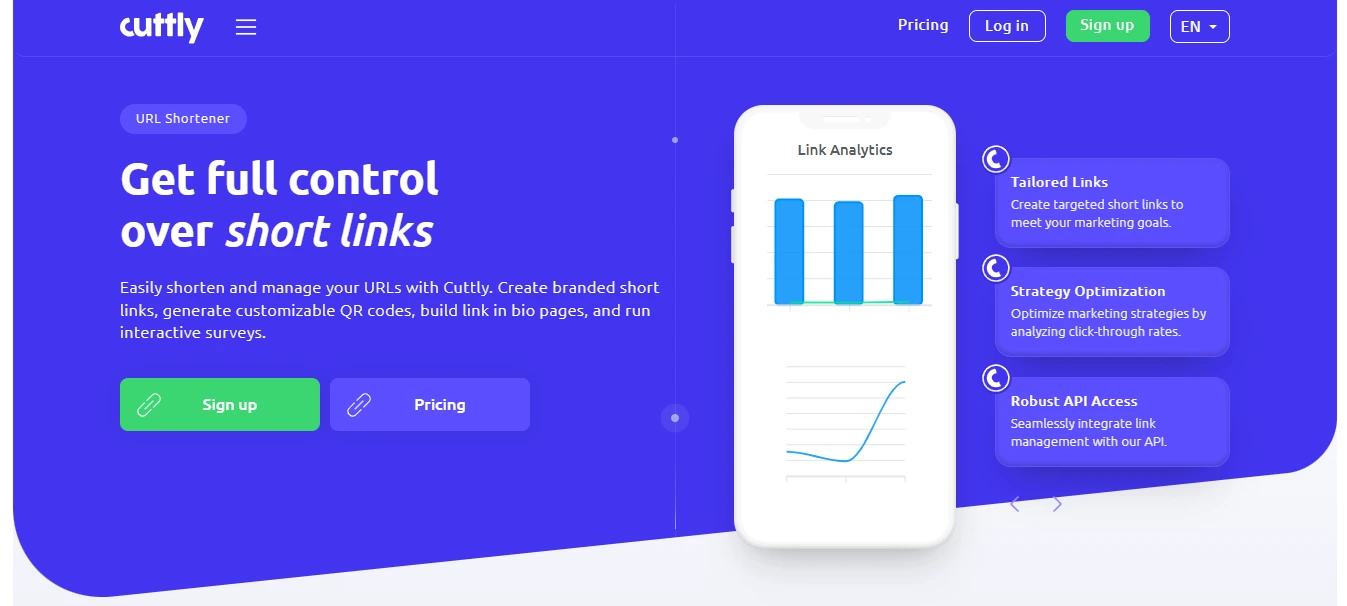 cuttly
Pricing
Log in
Sign up
EN
URL Shortener
Get full control
over short links
Easily shorten and manage your URLs with Cuttly. Create branded short
links, generate customizable QR codes, build link in bio pages, and run
interactive surveys.
Sign up
Pricing
Link Analytics
Tailored Links
Create targeted short links to
meet your marketing goals.
Strategy Optimization
Optimize marketing strategies by
analyzing click-through rates.
Robust API Access
Seamlessly integrate link
management with our API.